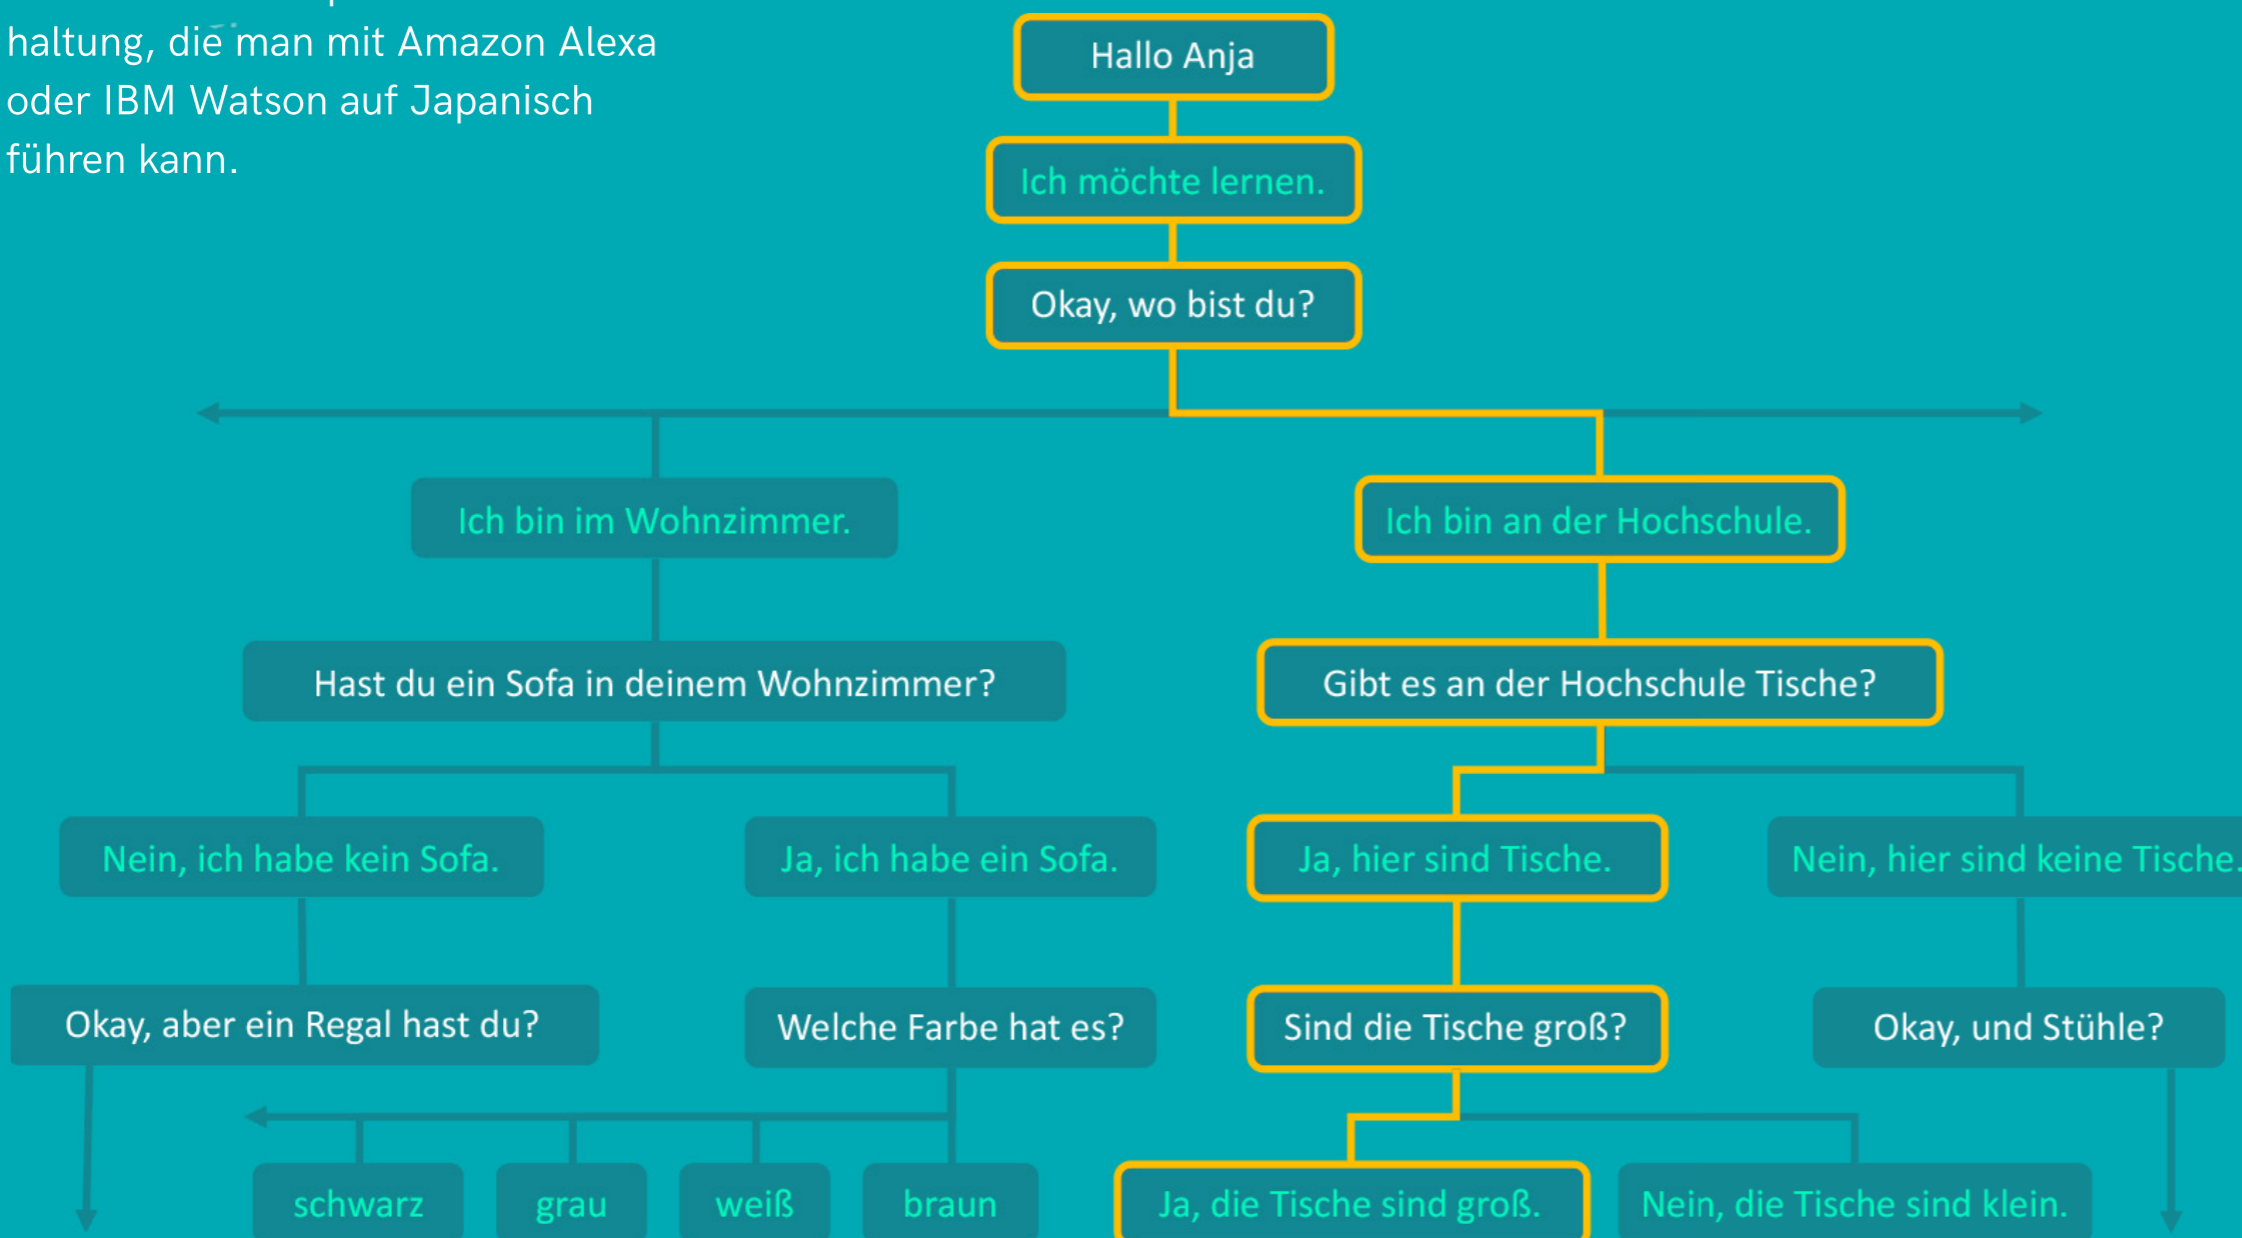 haltung, die man mit Amazon Alexa
oder IBM Watson auf Japanisch
führen kann.
Hallo Anja
Ich möchte lernen.
Okay, wo bist du?
Ich bin im Wohnzimmer.
Ich bin an der Hochschule.
Hast du ein Sofa in deinem Wohnzimmer?
Gibt es an der Hochschule Tische?
Nein, ich habe kein Sofa.
Ja, ich habe ein Sofa.
Ja, hier sind Tische.
Nein, hier sind keine Tische.
Okay, aber ein Regal hast du?
Welche Farbe hat es?
Sind die Tische groß?
Okay, und Stühle?
schwarz
grau
weiß
braun
Ja, die Tische sind groß.
Nein, die Tische sind klein.